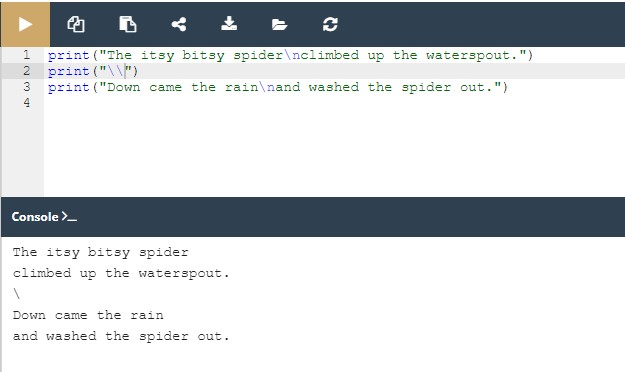 1 print("The itsy bitsy spider\nclimbed up the waterspout.")
2 print("\\")
3 print("Down came the rain\nand washed the spider out.")
4
Console >_
The itsy bitsy spider
climbed up the waterspout.
\
Down came the rain
and washed the spider out.